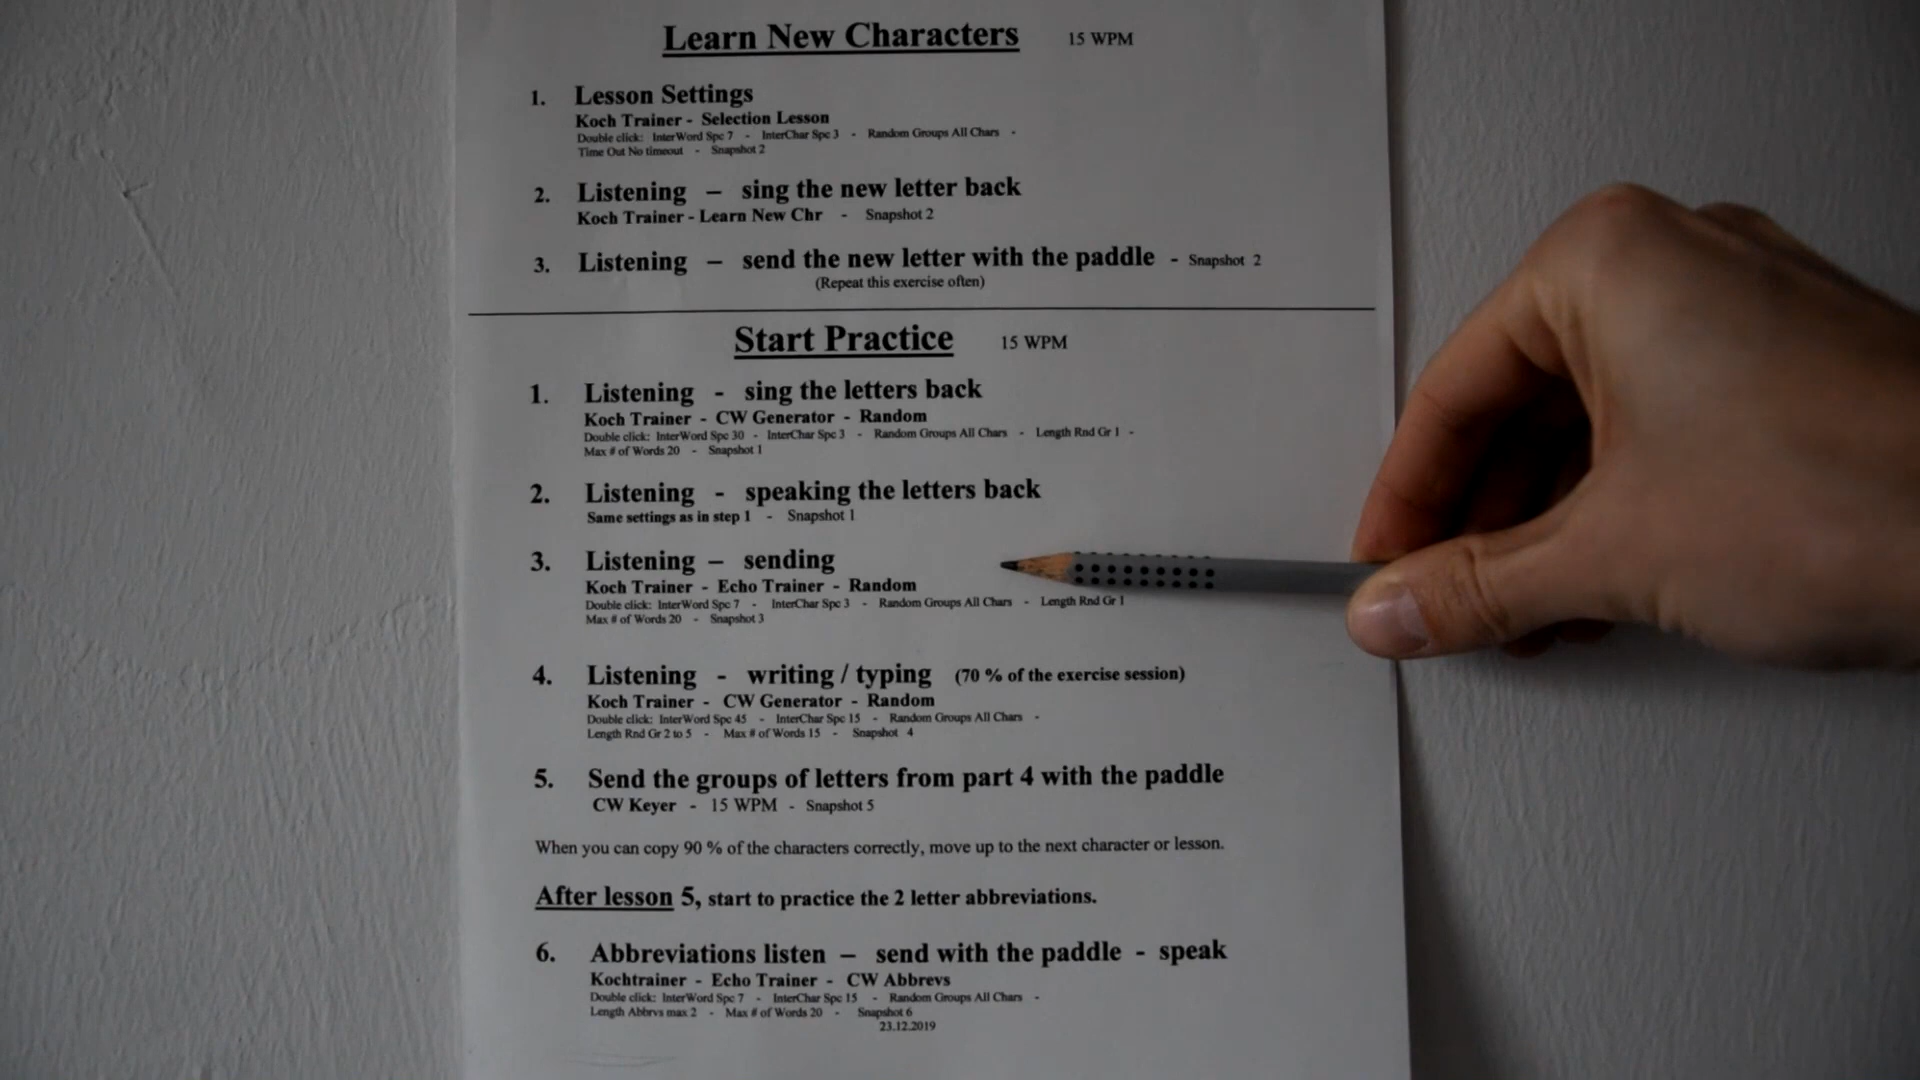 Learn New Characters 15 WPM
1. Lesson Settings
Koch Trainer - Selection Lesson
Double click: InterWord Spc 7 - InterChar Spc 3 - Random Groups All Chars -
Time Out No timeout - Snapshot 2
2. Listening – sing the new letter back
Koch Trainer - Learn New Chr - Snapshot 2
3. Listening – send the new letter with the paddle - Snapshot 2
(Repeat this exercise often)
Start Practice 15 WPM
1. Listening - sing the letters back
Koch Trainer - CW Generator - Random
Double click: InterWord Spc 30 - InterChar Spc 3 - Random Groups All Chars - Length Rnd Gr 1 -
Max # of Words 20 - Snapshot 1
2. Listening - speaking the letters back
Same settings as in step 1 - Snapshot 1
3. Listening – sending
Koch Trainer - Echo Trainer - Random
Double click: InterWord Spc 7 - InterChar Spc 3 - Random Groups All Chars - Length Rnd Gr 1
Max # of Words 20 - Snapshot 3
4. Listening - writing / typing (70 % of the exercise session)
Koch Trainer - CW Generator - Random
Double click: InterWord Spc 45 - InterChar Spc 15 - Random Groups All Chars -
Length Rnd Gr 2 to 5 - Max # of Words 15 - Snapshot 4
5. Send the groups of letters from part 4 with the paddle
CW Keyer - 15 WPM - Snapshot 5
When you can copy 90 % of the characters correctly, move up to the next character or lesson.
After lesson 5, start to practice the 2 letter abbreviations.
6. Abbreviations listen – send with the paddle - speak
Kochtrainer - Echo Trainer - CW Abbrevs
Double click: InterWord Spc 7 - InterChar Spc 15 - Random Groups All Chars -
Length Abbrvs max 2 - Max # of Words 20 - Snapshot 6
23.12.2019